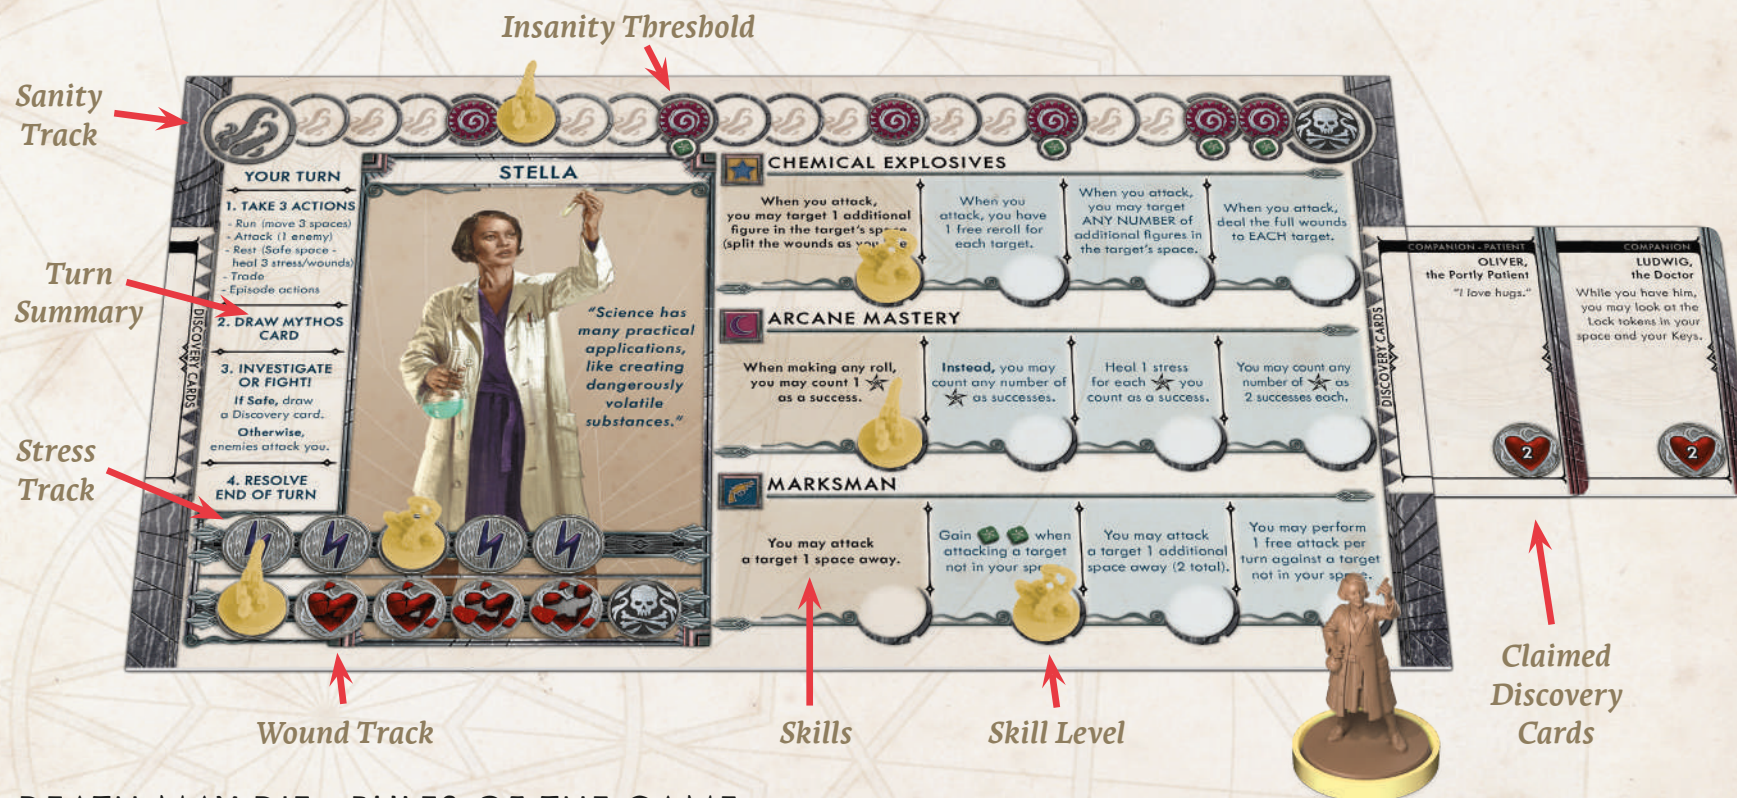 Insanity Threshold
Sanity
Track
Turn
Summary
Stress
Track
Wound Track
Skills
Skill Level
Claimed
Discovery
Cards
YOUR TURN
1. TAKE 3 ACTIONS
- Run (move 3 spaces)
- Attack (1 enemy)
- Rest (Safe space -
heal 3 stress/wounds)
- Trade
- Episode actions
2. DRAW MYTHOS
CARD
3. INVESTIGATE
OR FIGHT!
If Safe, draw
a Discovery card.
Otherwise,
enemies attack you.
4. RESOLVE
END OF TURN
DISCOVERY CARDS
STELLA
"Science has
many practical
applications,
like creating
dangerously
volatile
substances."
CHEMICAL EXPLOSIVES
When you attack,
you may target 1 additional
figure in the target's space
(split the wounds as you
When you
attack, you have
1 free reroll for
each target.
When you attack,
you may target
ANY NUMBER of
additional figures in
the target's space.
When you attack,
deal the full wounds
to EACH target.
ARCANE MASTERY
When making any roll,
you may count 1
as a success.
Instead, you may
count any number of
as successes.
Heal 1 stress
for each you
count as a success.
You may count any
number of as
2 successes each.
MARKSMAN
You may attack
a target 1 space away.
Gain when
attacking a target
not in your
You may attack
a target 1 additional
space away (2 total).
You may perform
1 free attack per
turn against a target
not in your space.
DISCOVERY CARDS
COMPANION - PATIENT
OLIVER,
the Portly Patient
"I love hugs."
2
COMPANION
LUDWIG,
the Doctor
While you have him,
you may look at the
Lock tokens in your
space and your Keys.
2